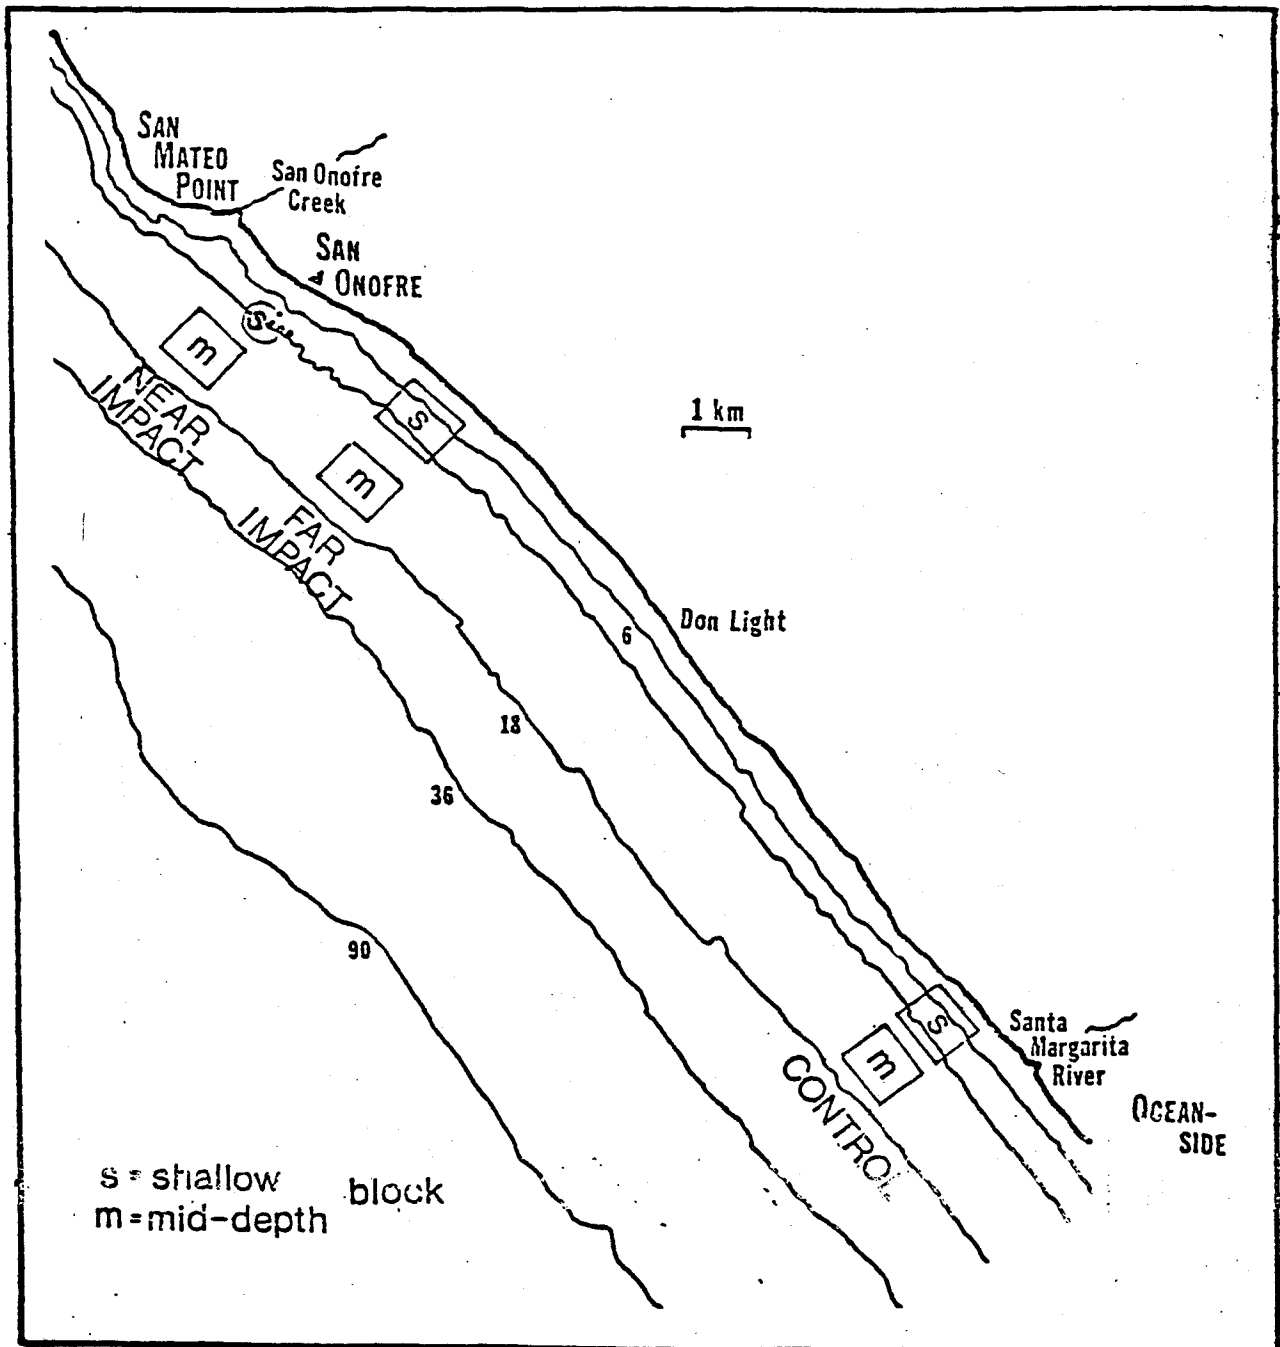 SAN
MATEO
POINT
San Onofre
Creek
SAN
ONOFRE
m
s
s
m
NEAR
IMPACT
FAR
IMPACT
1 km
Don Light
6
18
36
90
s
m
CONTROL
Santa
Margarita
River
OCEAN-
SIDE
s = shallow
m = mid-depth
block